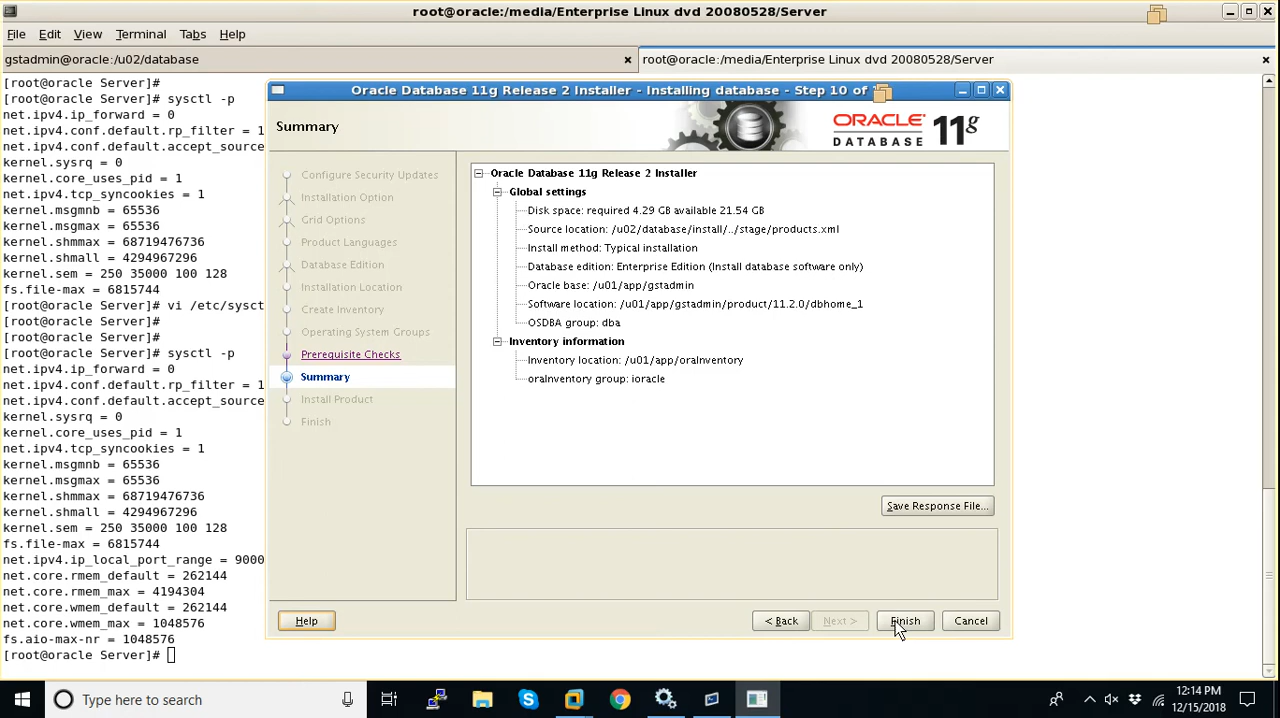 root@oracle:/media/Enterprise Linux dvd 20080528/Server
File Edit View Terminal Tabs Help
gstadmin@oracle:/u02/database
root@oracle:/media/Enterprise Linux dvd 20080528/Server
[root@oracle Server]#
[root@oracle Server]# sysctl -p
net.ipv4.ip_forward = 0
net.ipv4.conf.default.rp_filter = 1
net.ipv4.conf.default.accept_source
kernel.sysrq = 0
kernel.core_uses_pid = 1
net.ipv4.tcp_syncookies = 1
kernel.msgmnb = 65536
kernel.msgmax = 65536
kernel.shmmax = 68719476736
kernel.shmall = 4294967296
kernel.sem = 250 35000 100 128
fs.file-max = 6815744
[root@oracle Server]# vi /etc/sysct
[root@oracle Server]#
[root@oracle Server]#
[root@oracle Server]# sysctl -p
net.ipv4.ip_forward = 0
net.ipv4.conf.default.rp_filter = 1
net.ipv4.conf.default.accept_source
kernel.sysrq = 0
kernel.core_uses_pid = 1
net.ipv4.tcp_syncookies = 1
kernel.msgmnb = 65536
kernel.msgmax = 65536
kernel.shmmax = 68719476736
kernel.shmall = 4294967296
kernel.sem = 250 35000 100 128
fs.file-max = 6815744
net.ipv4.ip_local_port_range = 9000
net.core.rmem_default = 262144
net.core.rmem_max = 4194304
net.core.wmem_default = 262144
net.core.wmem_max = 1048576
fs.aio-max-nr = 1048576
[root@oracle Server]#
Oracle Database 11g Release 2 Installer - Installing database - Step 10 of
Summary
ORACLE
DATABASE 11g
Configure Security Updates
Installation Option
Grid Options
Product Languages
Database Edition
Installation Location
Create Inventory
Operating System Groups
Prerequisite Checks
Summary
Install Product
Finish
Oracle Database 11g Release 2 Installer
Global settings
Disk space: required 4.29 GB available 21.54 GB
Source location: /u02/database/install/../stage/products.xml
Install method: Typical installation
Database edition: Enterprise Edition (Install database software only)
Oracle base: /u01/app/gstadmin
Software location: /u01/app/gstadmin/product/11.2.0/dbhome_1
OSDBA group: dba
Inventory information
Inventory location: /u01/app/oraInventory
oraInventory group: ioracle
Save Response File...
Help
< Back
Next >
Finish
Cancel
Type here to search
12:14 PM
12/15/2018